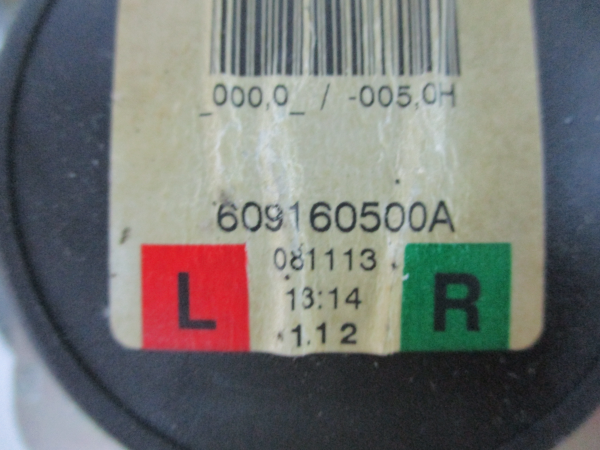 _000,0_ / -005,0H
609160500A
081113
L 13:14 R
1.12